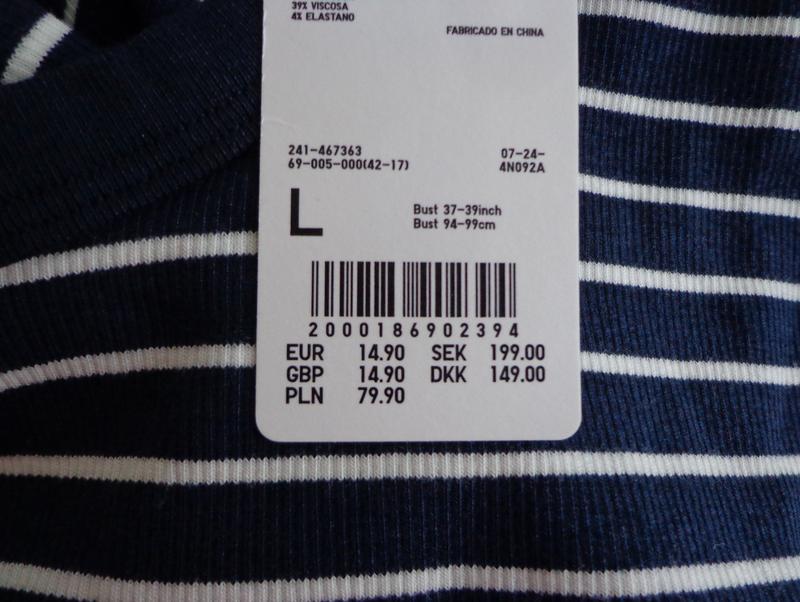 39% VISCOSA
4% ELASTANO
FABRICADO EN CHINA
241-467363
69-005-000(42-17)
07-24-
4N092A
L
Bust 37-39inch
Bust 94-99cm
2000186902394
EUR 14.90 SEK 199.00
GBP 14.90 DKK 149.00
PLN 79.90